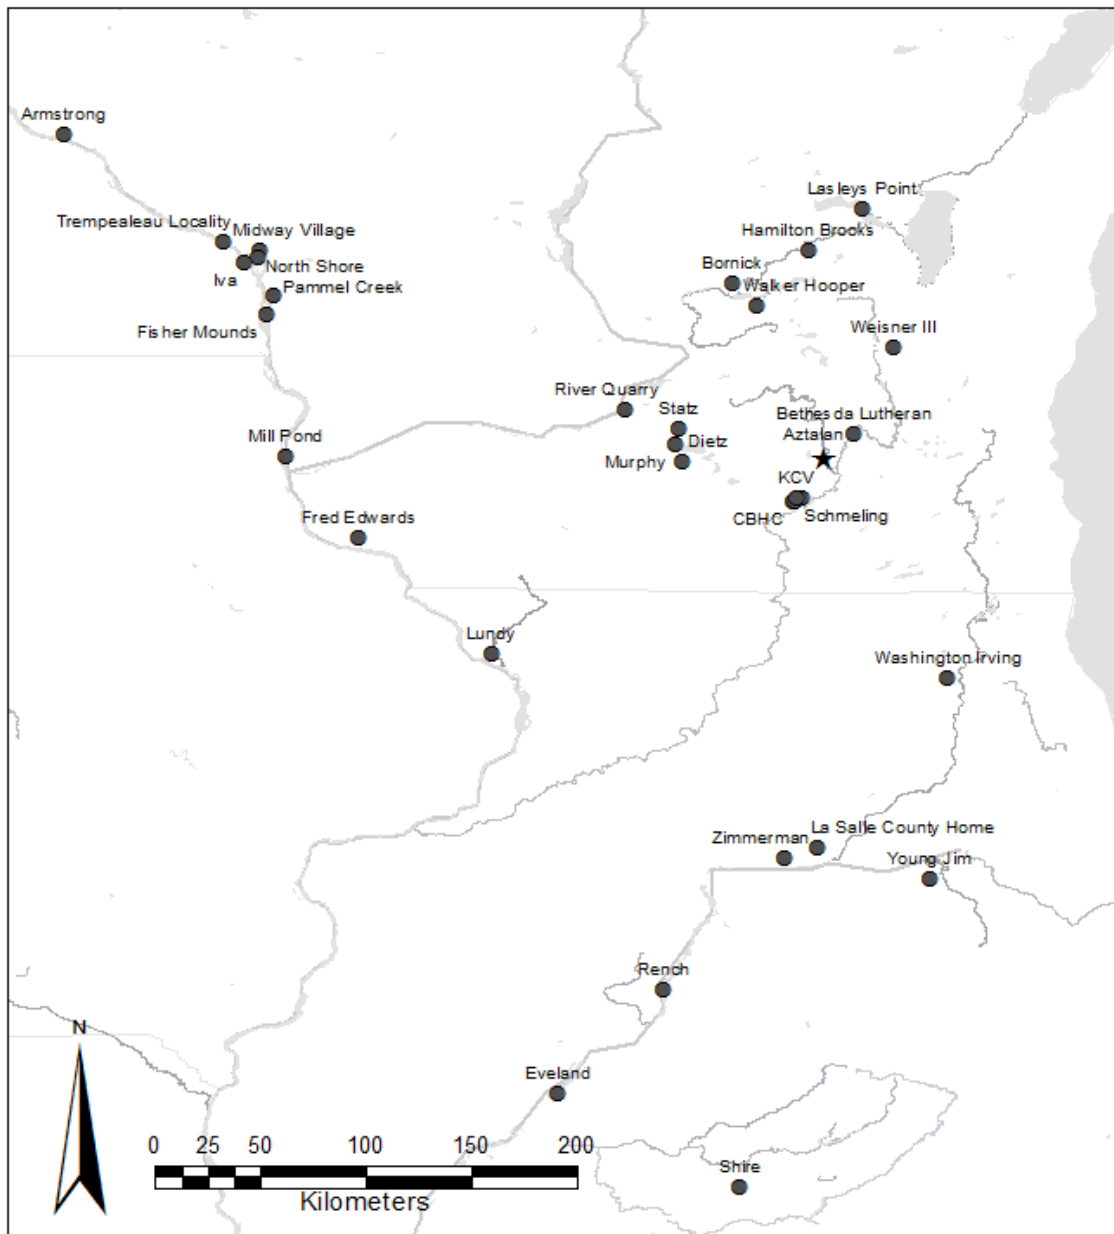 Armstrong
Lasleys Point
Trempealeau Locality
Midway Village
Hamilton Brooks
Iva
North Shore
Bornick
Pammel Creek
Walker Hooper
Fisher Mounds
Weisner III
River Quarry
Statz
Bethesda Lutheran
Mill Pond
Dietz
Aztalan
Murphy
KCV
Fred Edwards
CBHC
Schmeling
Lundy
Washington Irving
Zimmerman
La Salle County Home
Young Jim
Rench
N
Eveland
0 25 50 100 150 200
Kilometers
Shire